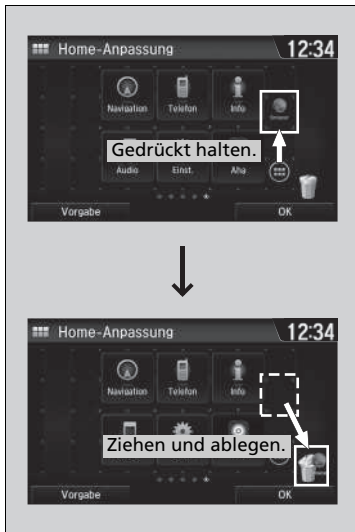 Home-Anpassung 12:34
Navigation Telefon Info
Gedrückt halten.
Audio Einst. Aha
Vorgabe OK
Home-Anpassung 12:34
Navigation Telefon Info
Ziehen und ablegen.
Vorgabe OK